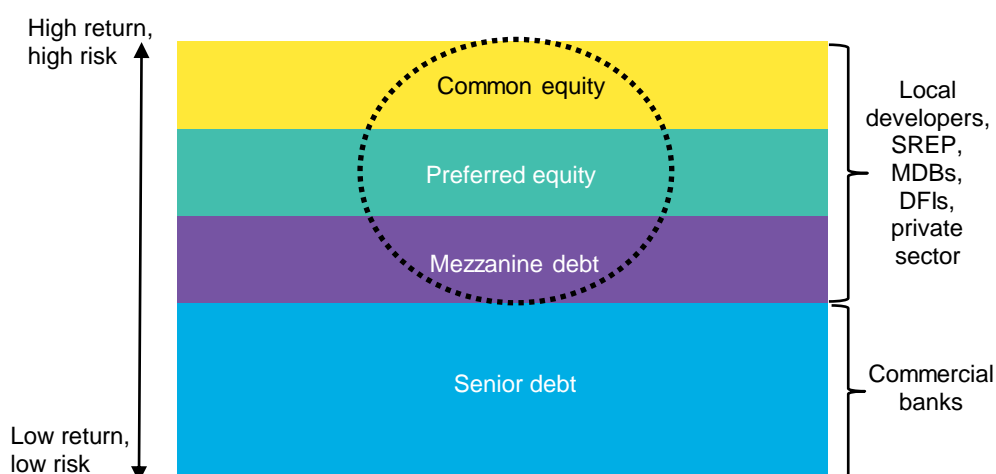 High return,
high risk
Common equity
Preferred equity
Mezzanine debt
Senior debt
Low return,
low risk
Local
developers,
SREP,
MDBs,
DFIs,
private
sector
Commercial
banks